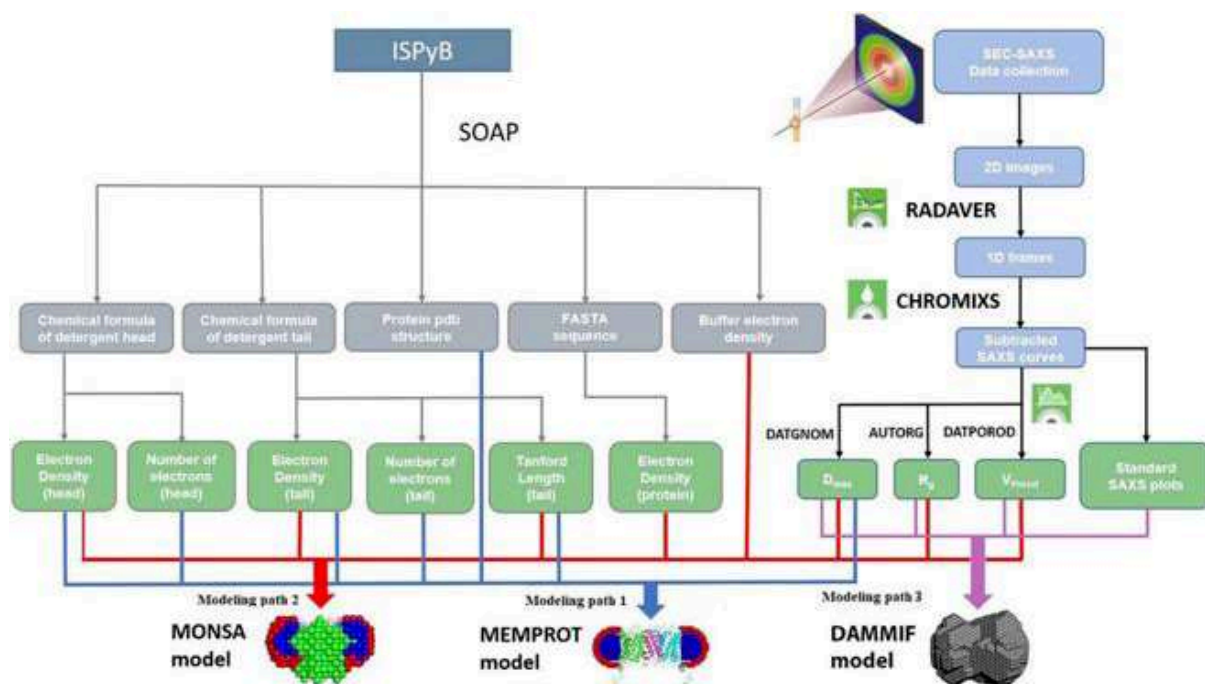 ISPyB
SOAP
SEC-SAXS
Data collection
2D images
RADAVER
1D frames
CHROMIXS
Subtracted
SAXS curves
Chemical formula
of detergent head
Chemical formula
of detergent tail
Protein pdb
structure
FASTA
sequence
Buffer electron
density
DATGNOM
AUTORG
DATPOROD
Electron
Density
(head)
Number of
electrons
(head)
Electron
Density
(tail)
Number of
electrons
(tail)
Tanford
Length
(tail)
Electron
Density
(protein)
Dmax
Rg
VPorod
Standard
SAXS plots
Modeling path 2
Modeling path 1
Modeling path 3
MONSA
model
MEMPROT
model
DAMMIF
model